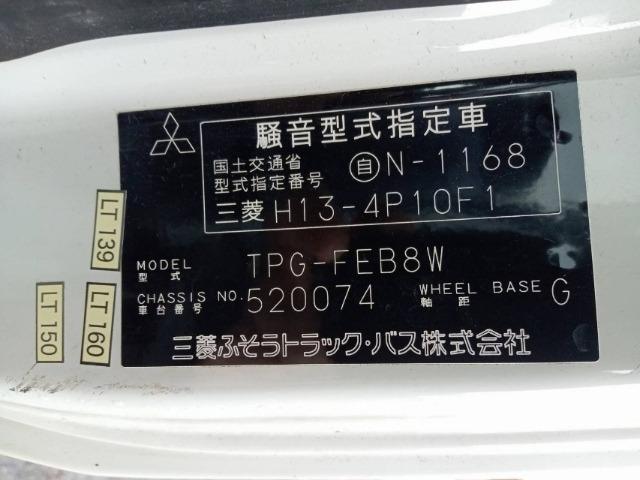 騒音型式指定車
国土交通省
型式指定番号 自N-1168
三菱 H13-4P10F1
MODEL 型式 TPG-FEB8W
CHASSIS NO. 車台番号 520074 WHEEL BASE 軸距 G
三菱ふそうトラック・バス株式会社
LT 139
LT 150
LT 160